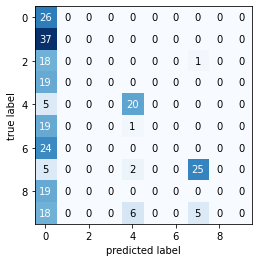 0 26 0 0 0 0 0 0 0 0 0
37 0 0 0 0 0 0 0 0 0
2 18 0 0 0 0 0 0 1 0 0
19 0 0 0 0 0 0 0 0 0
4 5 0 0 0 20 0 0 0 0 0
19 0 0 0 1 0 0 0 0 0
6 24 0 0 0 0 0 0 0 0 0
5 0 0 0 2 0 0 25 0 0
8 19 0 0 0 0 0 0 0 0 0
18 0 0 0 6 0 0 5 0 0
true label
0 2 4 6 8
predicted label